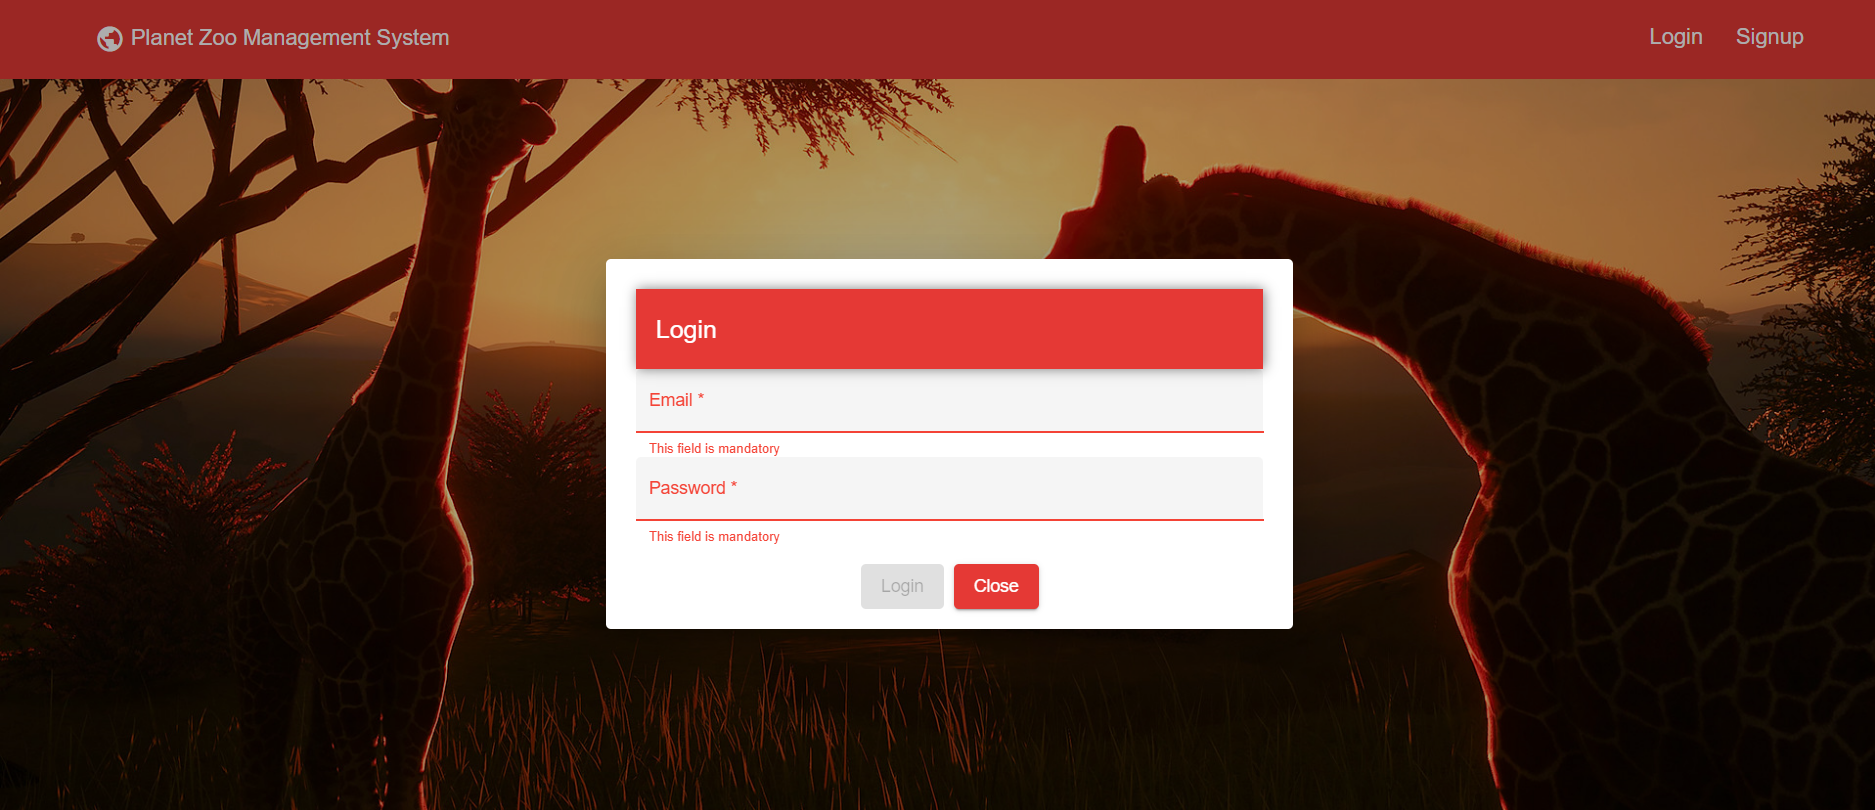 Planet Zoo Management System
Login
Signup
Login
Email *
This field is mandatory
Password *
This field is mandatory
Login
Close